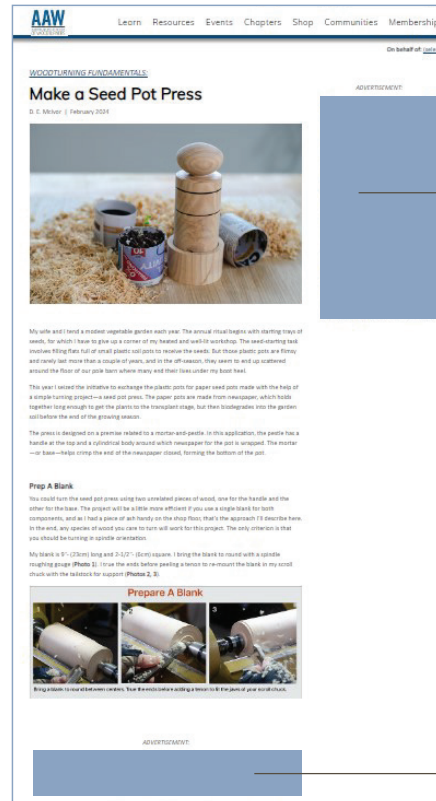 AAW
Learn Resources Events Chapters Shop Communities Membership
On behalf of:
ADVERTISEMENT:
WOODTURNING FUNDAMENTALS:
Make a Seed Pot Press
D. E. McIvor | February 2024
My wife and I tend a modest vegetable garden each year. The annual ritual begins with starting trays of
seeds, for which I have to give up a corner of my heated and well-lit workshop. The seed-starting task
involves filling flats full of small plastic soil pots to receive the seeds. But those plastic pots are flimsy
and rarely last more than a couple of years, and in the off-season, they seem to end up scattered
around the floor of our pole barn where many end their lives under my boot heel.
This year I seized the initiative to exchange the plastic pots for paper seed pots made with the help of
a simple turning project—a seed pot press. The paper pots are made from newspaper, which holds
together long enough to get the plants to the transplant stage, but then biodegrades into the garden
soil before the end of the growing season.
The press is designed on a premise related to a mortar-and-pestle. In this application, the pestle has a
handle at the top and a cylindrical body around which newspaper for the pot is wrapped. The mortar
—or base—helps crimp the end of the newspaper closed, forming the bottom of the pot.
Prep A Blank
You could turn the seed pot press using two unrelated pieces of wood, one for the handle and the
other for the base. The project will be a little more efficient if you use a single blank for both
components, and as I had a piece of ash handy on the shop floor, that's the approach I'll describe here.
In the end, any species of wood you care to turn will work for this project. The only criterion is that
you should be turning in spindle orientation.
My blank is 9"- (23cm) long and 2-1/2"- (6cm) square. I bring the blank to round with a spindle
roughing gouge (Photo 1). I true the ends before peeling a tenon to re-mount the blank in my scroll
chuck with the tailstock for support (Photos 2, 3).
Prepare A Blank
1 2 3
Bring a blank to round between centers. True the ends before adding a tenon to fit the jaws of your scroll chuck.
ADVERTISEMENT: